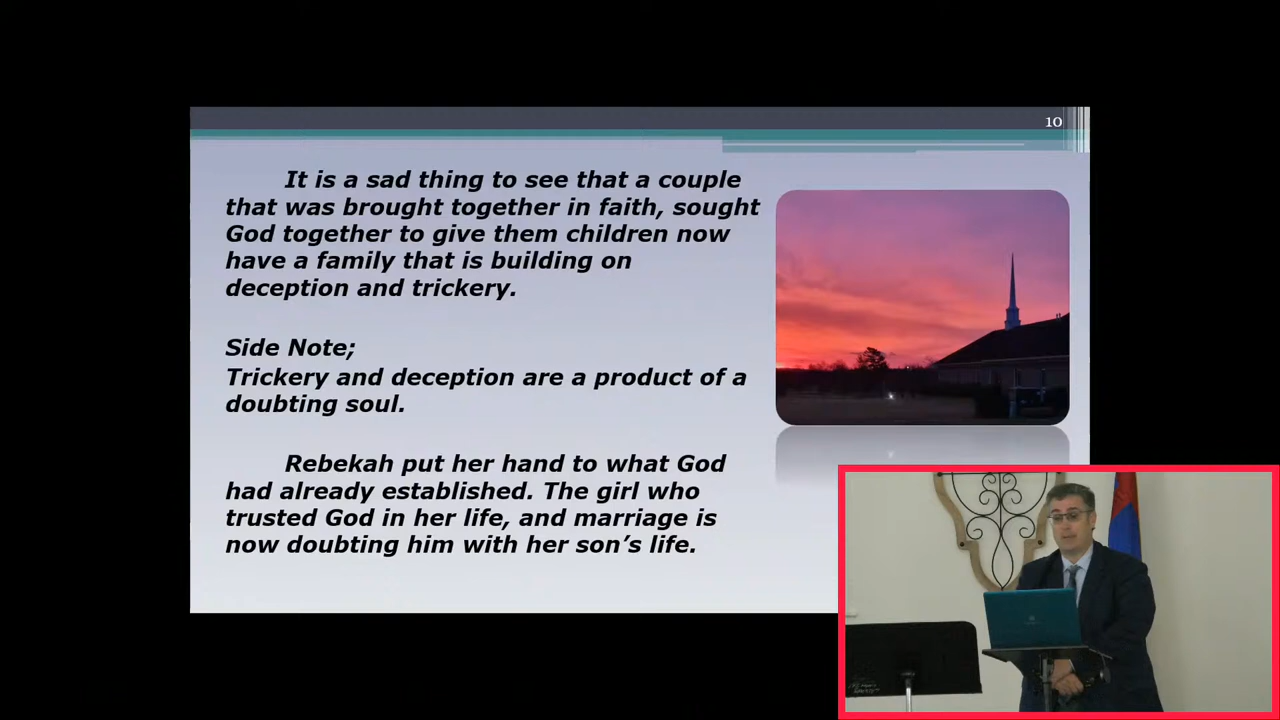 10
It is a sad thing to see that a couple
that was brought together in faith, sought
God together to give them children now
have a family that is building on
deception and trickery.
Side Note;
Trickery and deception are a product of a
doubting soul.
Rebekah put her hand to what God
had already established. The girl who
trusted God in her life, and marriage is
now doubting him with her son’s life.